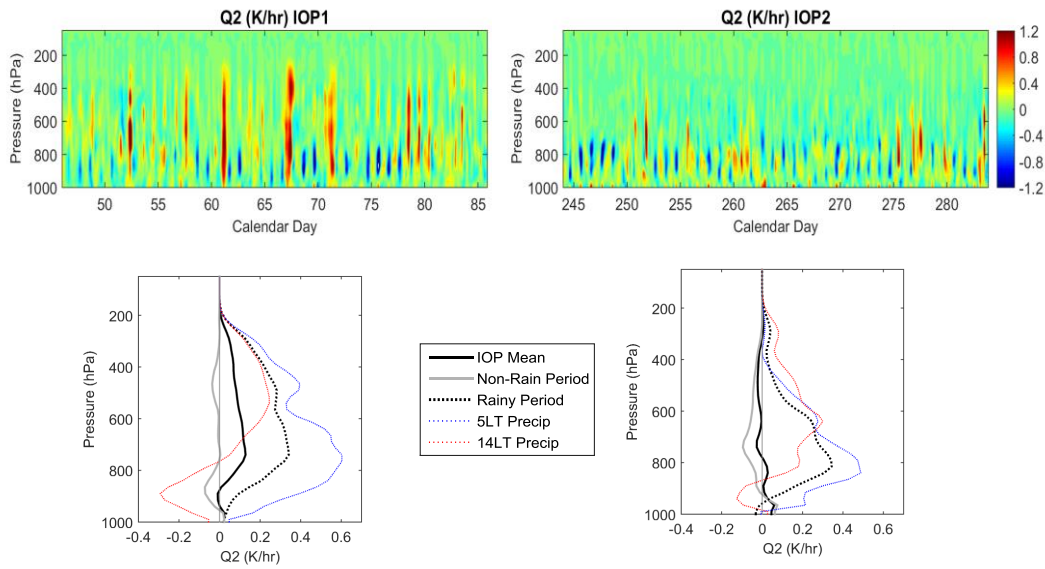 Q2 (K/hr) IOP1
Pressure (hPa)
200
400
600
800
1000
50 55 60 65 70 75 80 85
Calendar Day
Q2 (K/hr) IOP2
Pressure (hPa)
200
400
600
800
1000
245 250 255 260 265 270 275 280
Calendar Day
1.2
0.8
0.4
0
-0.4
-0.8
-1.2
Pressure (hPa)
200
400
600
800
1000
-0.4 -0.2 0 0.2 0.4 0.6
Q2 (K/hr)
IOP Mean
Non-Rain Period
Rainy Period
5LT Precip
14LT Precip
Pressure (hPa)
200
400
600
800
1000
-0.4 -0.2 0 0.2 0.4 0.6
Q2 (K/hr)